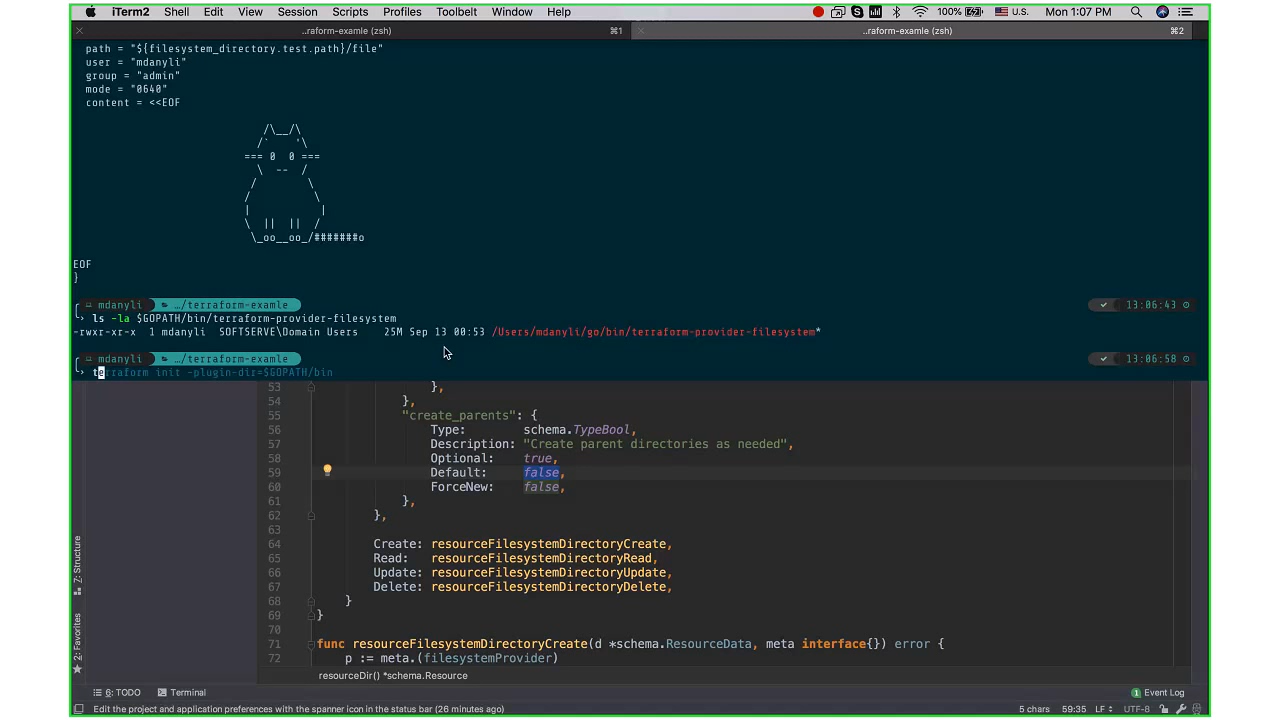 iTerm2 Shell Edit View Session Scripts Profiles Toolbelt Window Help 100% U.S. Mon 1:07 PM
..raform-examle (zsh) ⌘1 ..raform-examle (zsh) ⌘2
path = "${filesystem_directory.test.path}/file"
user = "mdanyli"
group = "admin"
mode = "0640"
content = <<EOF
/\__/\
/` '\
=== 0 0 ===
\ -- /
/ \
/ \
| |
\ || || /
\_oo__oo_/#######o
EOF
}
mdanyli …/terraform-examle ✓ 13:06:43
ls -la $GOPATH/bin/terraform-provider-filesystem
-rwxr-xr-x 1 mdanyli SOFTSERVE\Domain Users 25M Sep 13 00:53 /Users/mdanyli/go/bin/terraform-provider-filesystem*
mdanyli …/terraform-examle ✓ 13:06:58
terraform init -plugin-dir=$GOPATH/bin
53 },
54 },
55 "create_parents": {
56 Type: schema.TypeBool,
57 Description: "Create parent directories as needed",
58 Optional: true,
59 Default: false,
60 ForceNew: false,
61 },
62 },
63
64 Create: resourceFilesystemDirectoryCreate,
65 Read: resourceFilesystemDirectoryRead,
66 Update: resourceFilesystemDirectoryUpdate,
67 Delete: resourceFilesystemDirectoryDelete,
68 }
69 }
70
71 func resourceFilesystemDirectoryCreate(d *schema.ResourceData, meta interface{}) error {
72 p := meta.(filesystemProvider)
resourceDir() *schema.Resource
7: Structure
2: Favorites
6: TODO Terminal 1 Event Log
Edit the project and application preferences with the spanner icon in the status bar (26 minutes ago) 5 chars 59:35 LF UTF-8